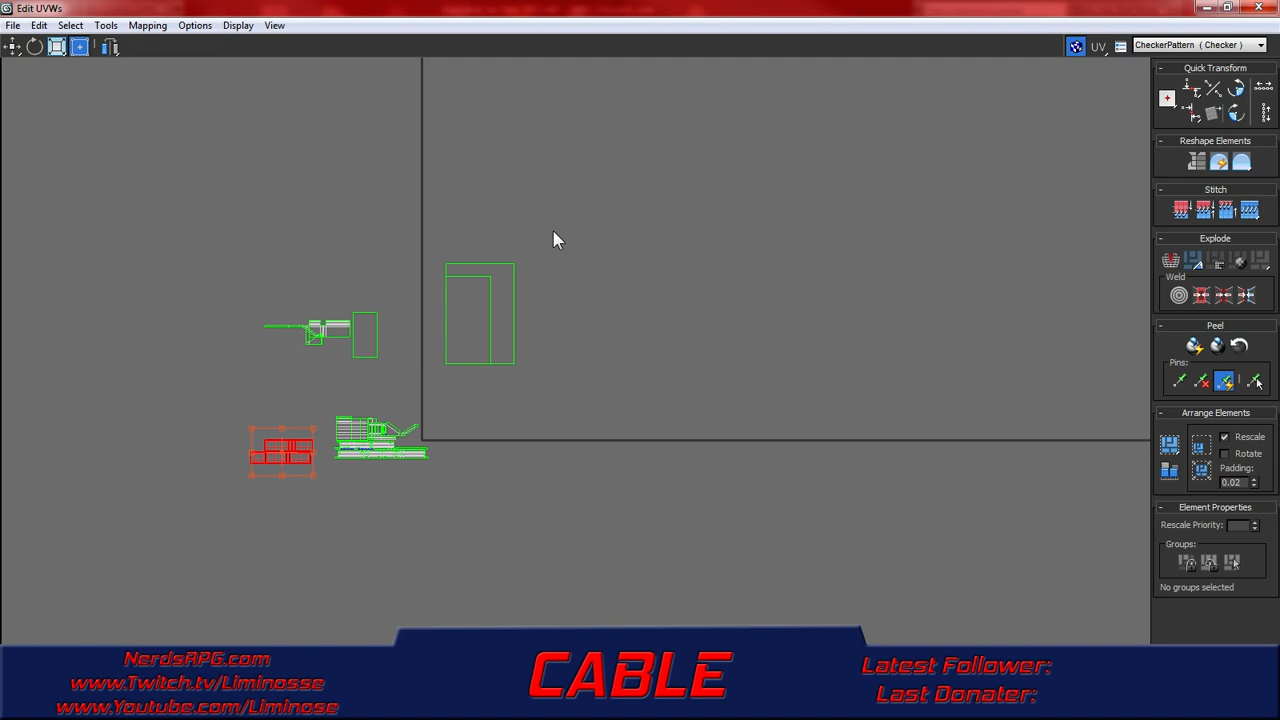 Edit UVWs
File Edit Select Tools Mapping Options Display View
UV
CheckerPattern ( Checker )
Quick Transform
Reshape Elements
Stitch
Explode
Weld
Peel
Pins:
Arrange Elements
Rescale
Rotate
Padding:
0.02
Element Properties
Rescale Priority:
Groups:
No groups selected
NerdsRPG.com
www.Twitch.tv/Liminosse
www.Youtube.com/Liminose
CABLE
Latest Follower:
Last Donater: